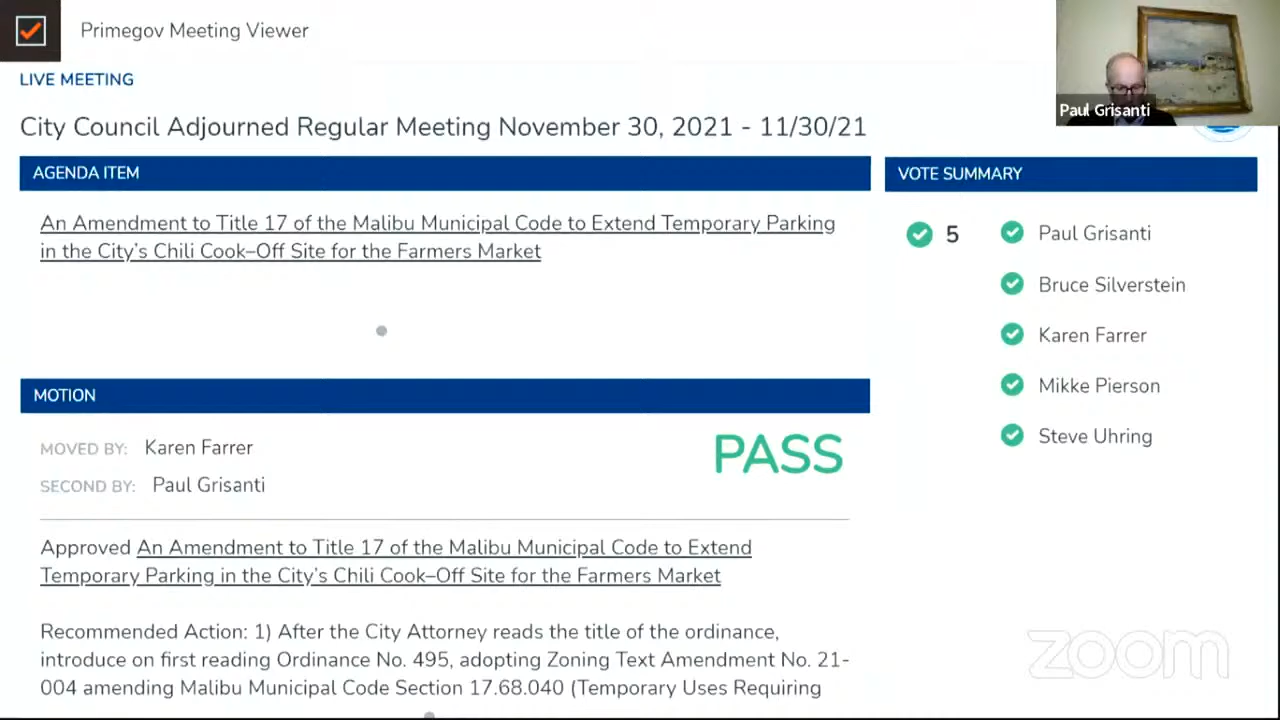 Primegov Meeting Viewer
Paul Grisanti
LIVE MEETING
City Council Adjourned Regular Meeting November 30, 2021 - 11/30/21
AGENDA ITEM
An Amendment to Title 17 of the Malibu Municipal Code to Extend Temporary Parking
in the City's Chili Cook–Off Site for the Farmers Market
MOTION
MOVED BY: Karen Farrer
SECOND BY: Paul Grisanti
PASS
Approved An Amendment to Title 17 of the Malibu Municipal Code to Extend
Temporary Parking in the City's Chili Cook–Off Site for the Farmers Market
Recommended Action: 1) After the City Attorney reads the title of the ordinance,
introduce on first reading Ordinance No. 495, adopting Zoning Text Amendment No. 21-
004 amending Malibu Municipal Code Section 17.68.040 (Temporary Uses Requiring
VOTE SUMMARY
5
Paul Grisanti
Bruce Silverstein
Karen Farrer
Mikke Pierson
Steve Uhring
zoom